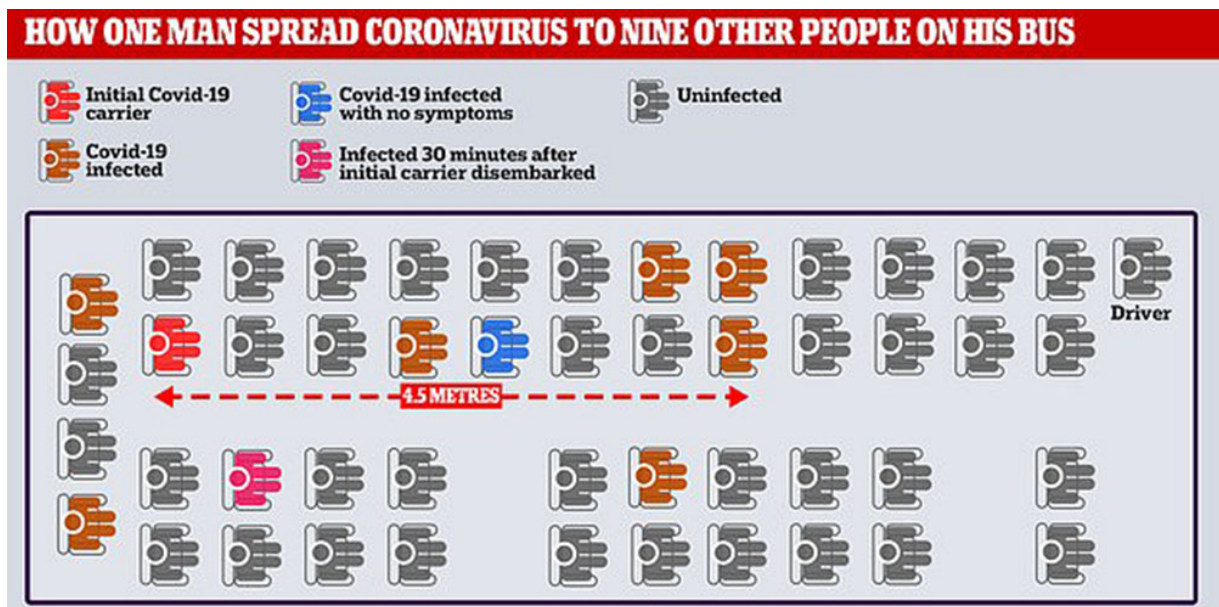 HOW ONE MAN SPREAD CORONAVIRUS TO NINE OTHER PEOPLE ON HIS BUS
Initial Covid-19
carrier
Covid-19 infected
with no symptoms
Uninfected
Covid-19
infected
Infected 30 minutes after
initial carrier disembarked
Driver
4.5 METRES